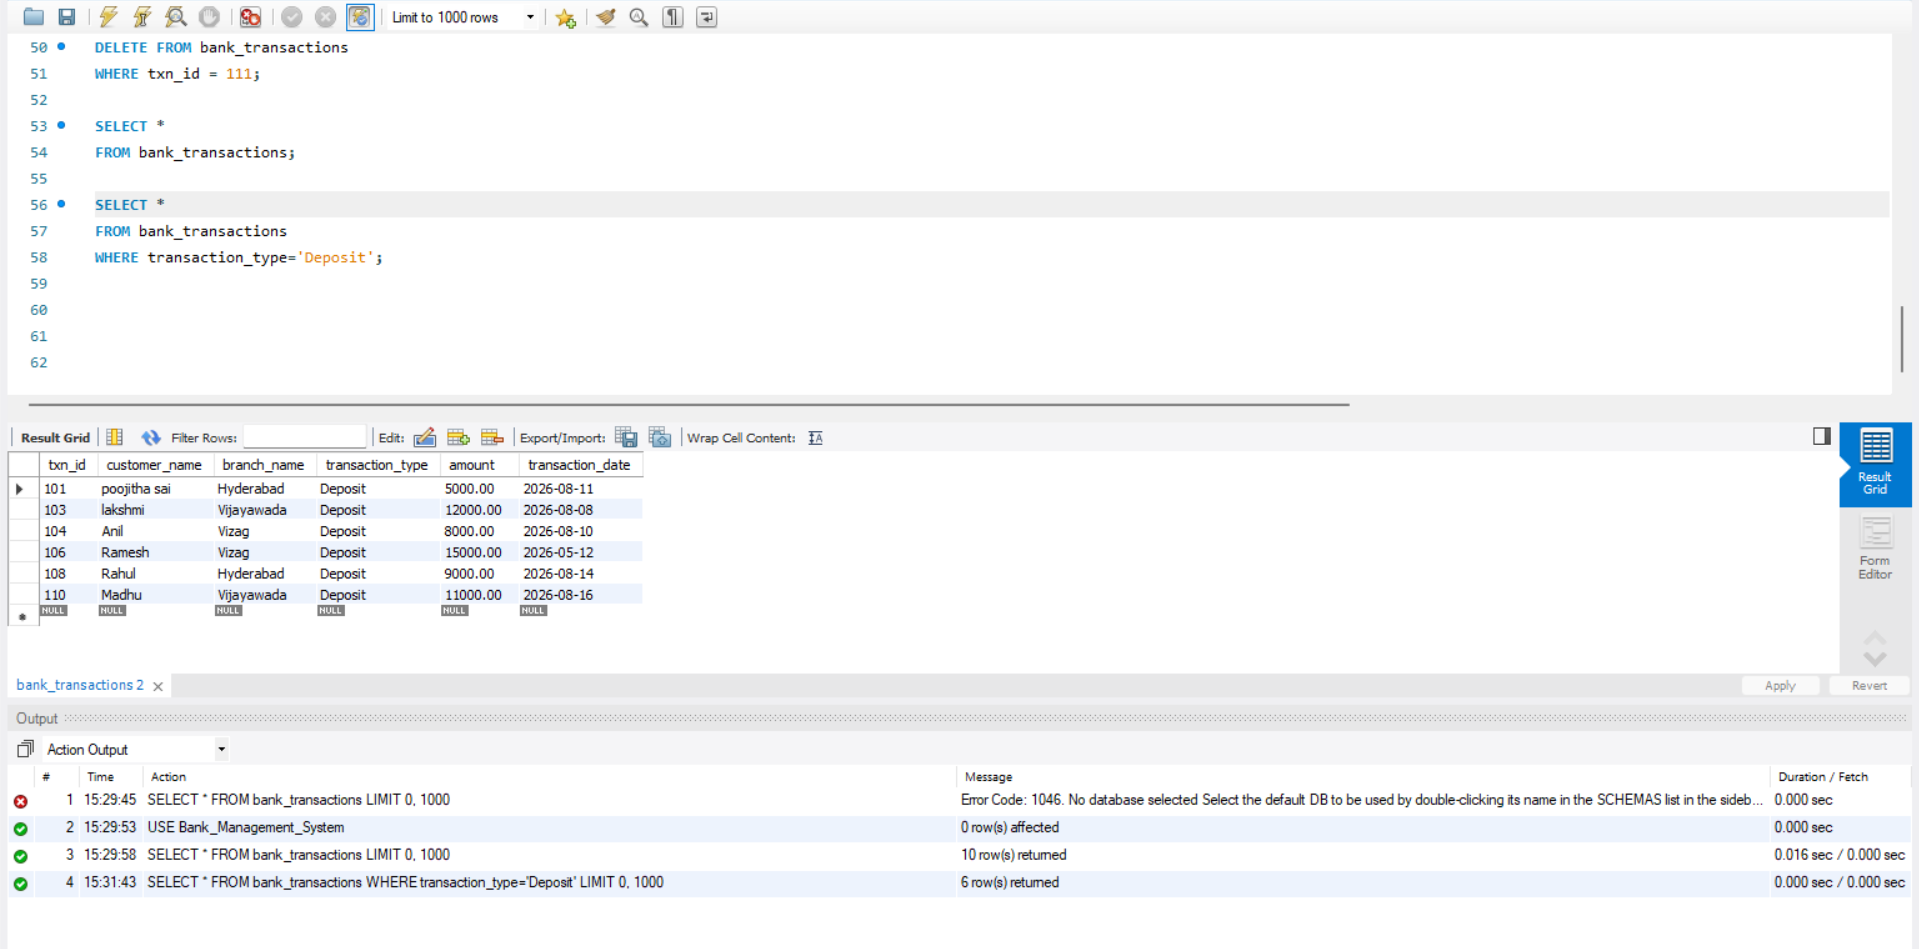 Limit to 1000 rows
50 DELETE FROM bank_transactions
51 WHERE txn_id = 111;
52
53 SELECT *
54 FROM bank_transactions;
55
56 SELECT *
57 FROM bank_transactions
58 WHERE transaction_type='Deposit';
59
60
61
62
Result Grid Filter Rows: Edit: Export/Import: Wrap Cell Content: IA
txn_id customer_name branch_name transaction_type amount transaction_date
101 poojitha sai Hyderabad Deposit 5000.00 2026-08-11
103 lakshmi Vijayawada Deposit 12000.00 2026-08-08
104 Anil Vizag Deposit 8000.00 2026-08-10
106 Ramesh Vizag Deposit 15000.00 2026-05-12
108 Rahul Hyderabad Deposit 9000.00 2026-08-14
110 Madhu Vijayawada Deposit 11000.00 2026-08-16
NULL NULL NULL NULL NULL NULL
Result
Grid
Form
Editor
bank_transactions 2
Apply Revert
Output
Action Output
# Time Action Message Duration / Fetch
1 15:29:45 SELECT * FROM bank_transactions LIMIT 0, 1000 Error Code: 1046. No database selected Select the default DB to be used by double-clicking its name in the SCHEMAS list in the sideb... 0.000 sec
2 15:29:53 USE Bank_Management_System 0 row(s) affected 0.000 sec
3 15:29:58 SELECT * FROM bank_transactions LIMIT 0, 1000 10 row(s) returned 0.016 sec / 0.000 sec
4 15:31:43 SELECT * FROM bank_transactions WHERE transaction_type='Deposit' LIMIT 0, 1000 6 row(s) returned 0.000 sec / 0.000 sec